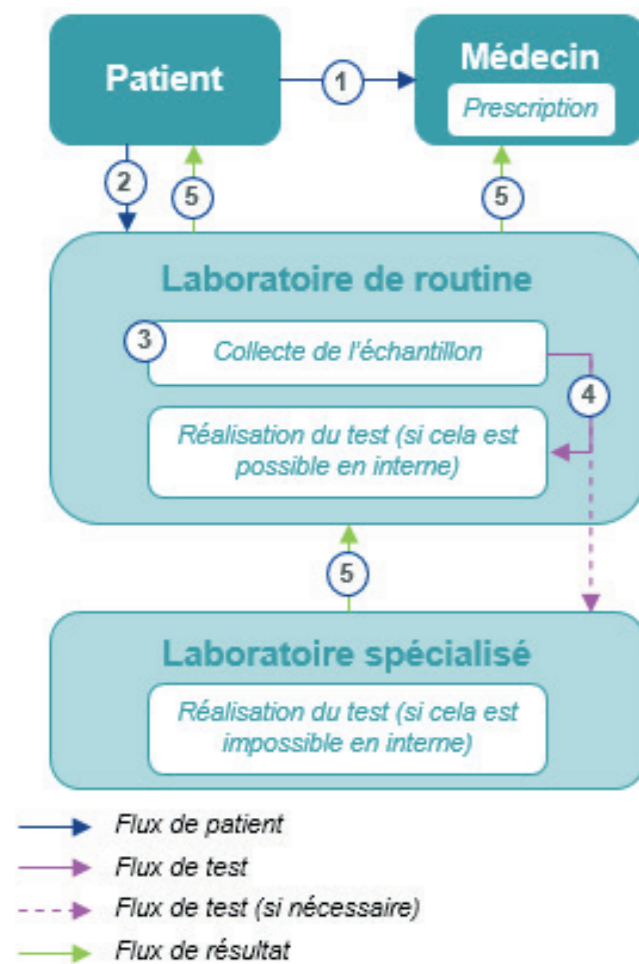 Patient
1
Médecin
Prescription
2
5
5
Laboratoire de routine
3
Collecte de l'échantillon
4
Réalisation du test (si cela est
possible en interne)
5
Laboratoire spécialisé
Réalisation du test (si cela est
impossible en interne)
Flux de patient
Flux de test
Flux de test (si nécessaire)
Flux de résultat